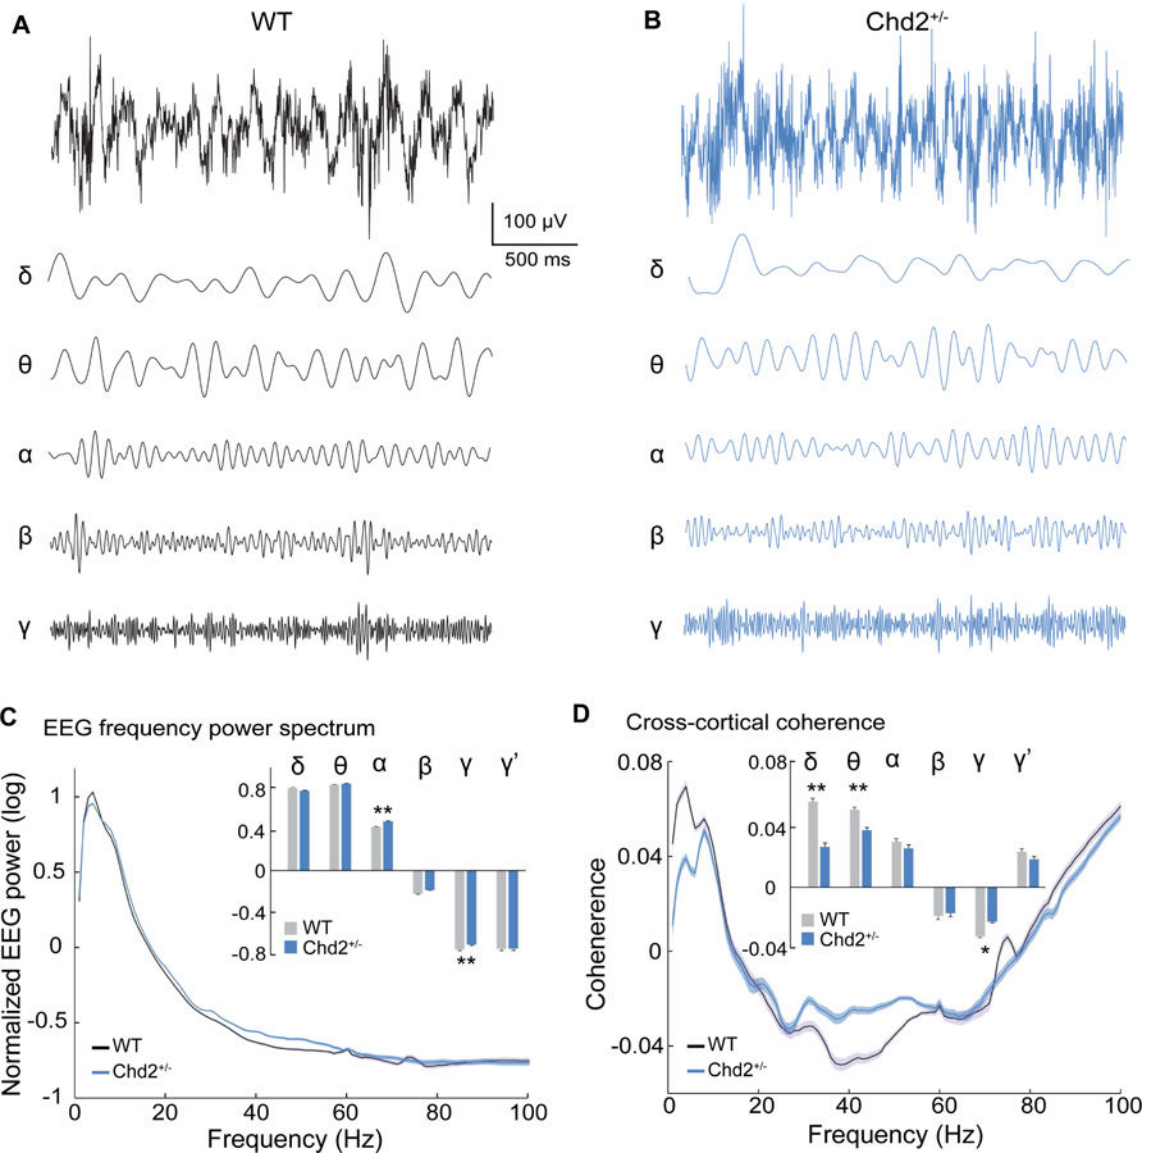 A WT
B Chd2+/-
100 µV
500 ms
δ δ
θ θ
α α
β β
γ γ
C EEG frequency power spectrum
Normalized EEG power (log)
1
0.5
0
-0.5
-1
0 20 40 60 80 100
Frequency (Hz)
WT
Chd2+/-
δ θ α β γ γ’
0.8
0.4
0
-0.4
-0.8
**
**
WT
Chd2+/-
D Cross-cortical coherence
Coherence
0.08
0.04
0
-0.04
0 20 40 60 80 100
Frequency (Hz)
WT
Chd2+/-
δ θ α β γ γ’
0.08
0.04
0
-0.04
** **
*
WT
Chd2+/-